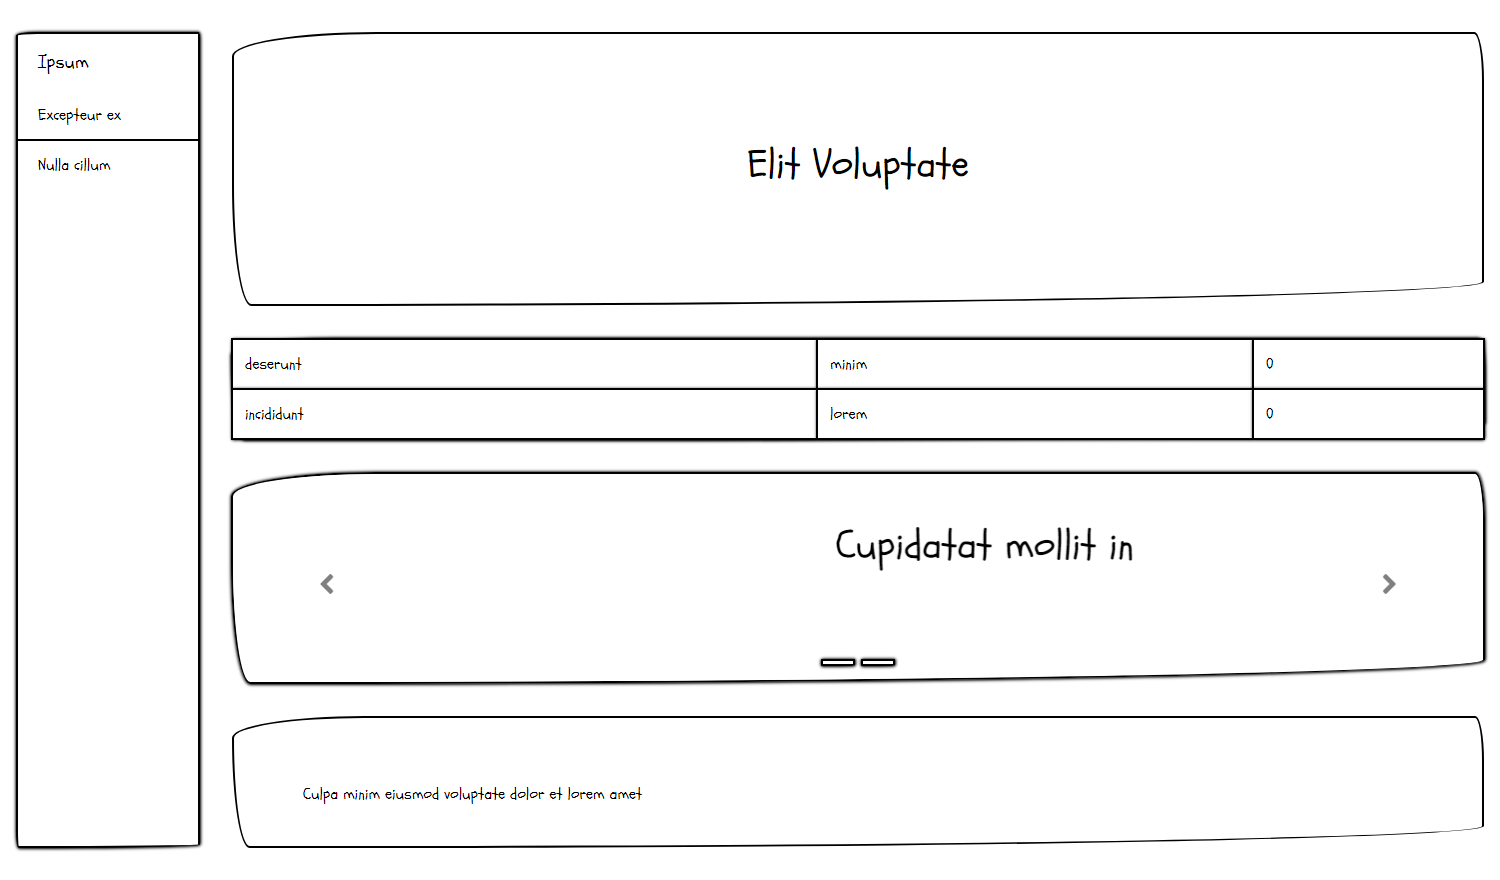 Ipsum
Excepteur ex
Nulla cillum
Elit Voluptate
deserunt minim 0
incididunt lorem 0
Cupidatat mollit in
Culpa minim eiusmod voluptate dolor et lorem amet